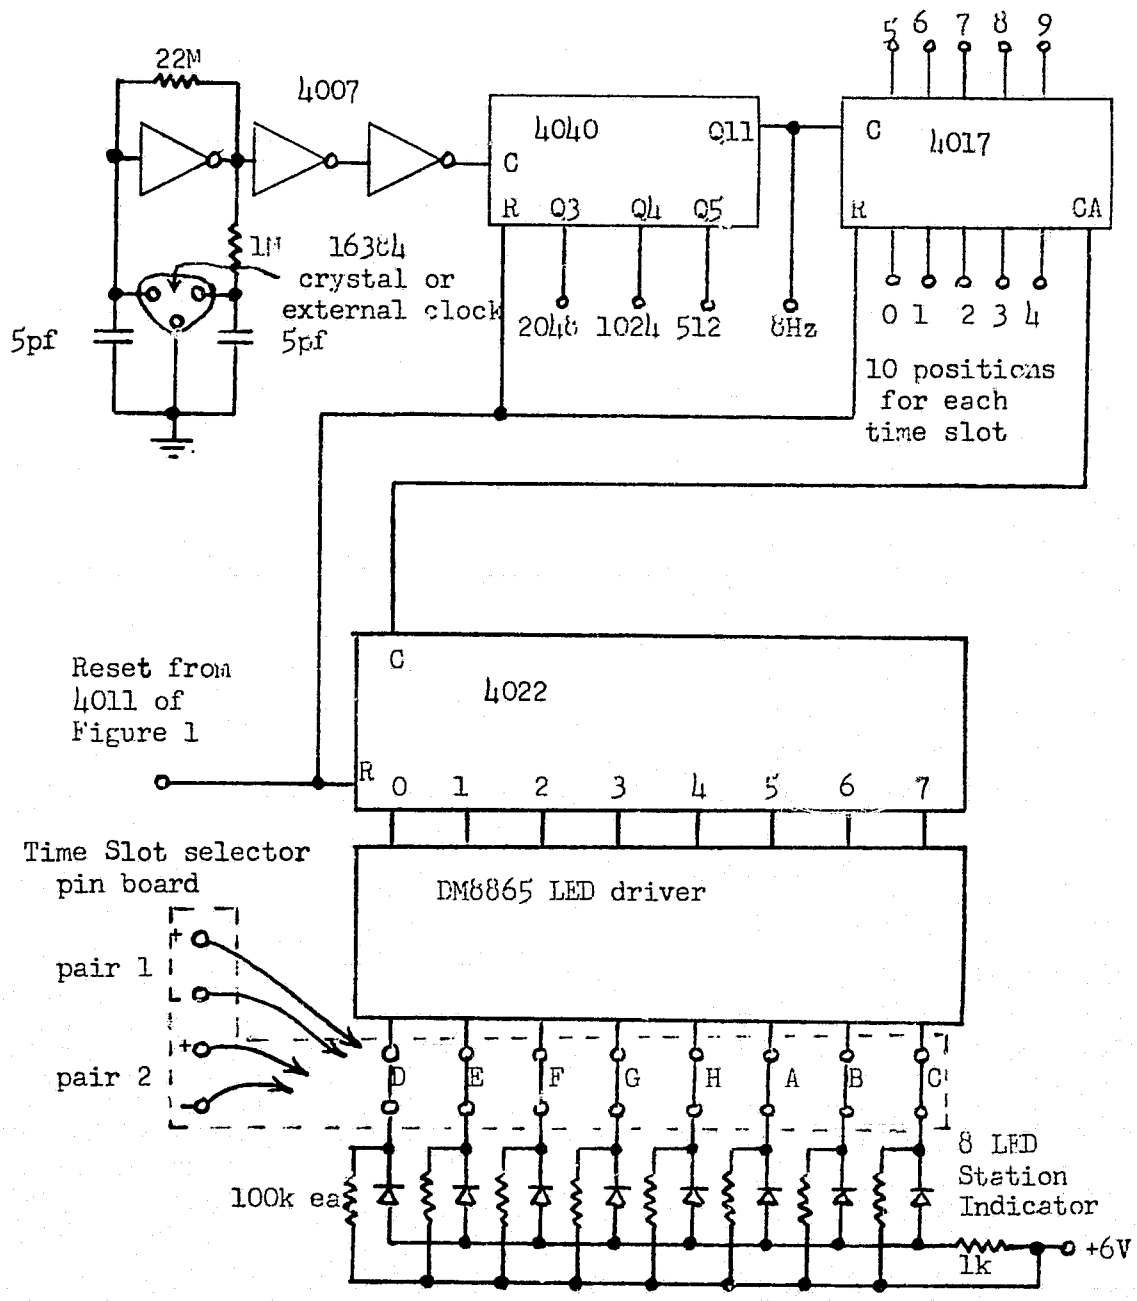 5 6 7 8 9
22M
4007
4040
Q11
C
4017
C
R Q3 Q4 Q5
R
CA
1M
16384
crystal or
external clock
5pf
5pf
2048 1024 512 8Hz
0 1 2 3 4
10 positions
for each
time slot
C
4022
Reset from
4011 of
Figure 1
R
0 1 2 3 4 5 6 7
Time Slot selector
pin board
DM8865 LED driver
+
pair 1
-
+
pair 2
-
D E F G H A B C
8 LED
Station
Indicator
100k ea
1k
+6V